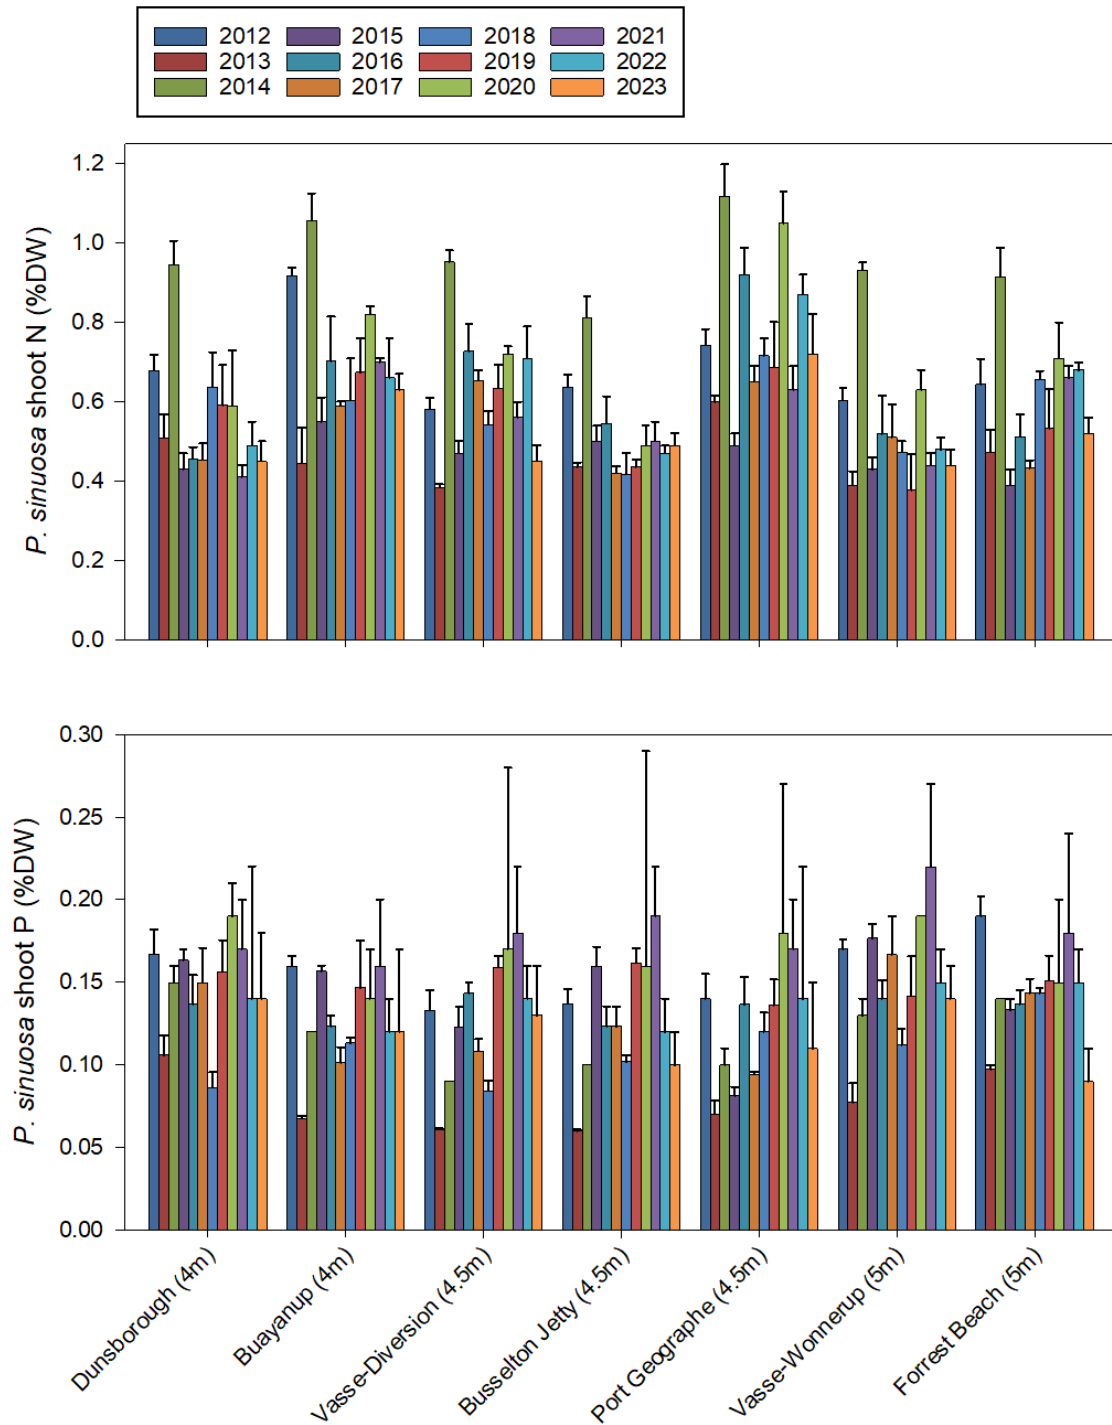 2012 2015 2018 2021
2013 2016 2019 2022
2014 2017 2020 2023
P. sinuosa shoot N (%DW)
1.2
1.0
0.8
0.6
0.4
0.2
0.0
P. sinuosa shoot P (%DW)
0.30
0.25
0.20
0.15
0.10
0.05
0.00
Dunsborough (4m)
Buayanup (4m)
Vasse-Diversion (4.5m)
Busselton Jetty (4.5m)
Port Geographe (4.5m)
Vasse-Wonnerup (5m)
Forrest Beach (5m)